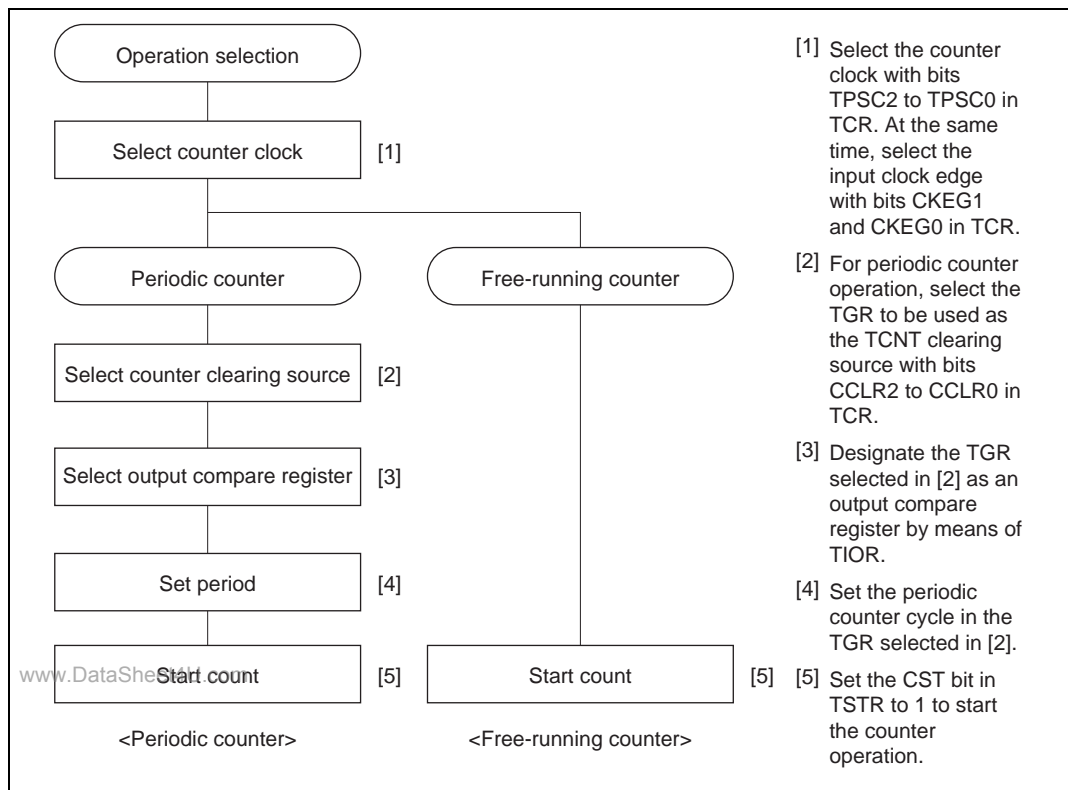 Operation selection
Select counter clock
[1]
Periodic counter
Free-running counter
Select counter clearing source
[2]
Select output compare register
[3]
Set period
[4]
www.DataSheet4U.com
Start count
[5]
Start count
[5]
<Periodic counter>
<Free-running counter>
[1] Select the counter
clock with bits
TPSC2 to TPSC0 in
TCR. At the same
time, select the
input clock edge
with bits CKEG1
and CKEG0 in TCR.
[2] For periodic counter
operation, select the
TGR to be used as
the TCNT clearing
source with bits
CCLR2 to CCLR0 in
TCR.
[3] Designate the TGR
selected in [2] as an
output compare
register by means of
TIOR.
[4] Set the periodic
counter cycle in the
TGR selected in [2].
[5] Set the CST bit in
TSTR to 1 to start
the counter
operation.